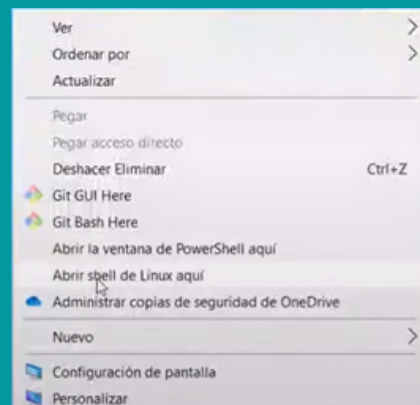 Ver
Ordenar por
Actualizar
Pegar
Pegar acceso directo
Deshacer Eliminar Ctrl+Z
Git GUI Here
Git Bash Here
Abrir la ventana de PowerShell aquí
Abrir shell de Linux aquí
Administrar copias de seguridad de OneDrive
Nuevo
Configuración de pantalla
Personalizar